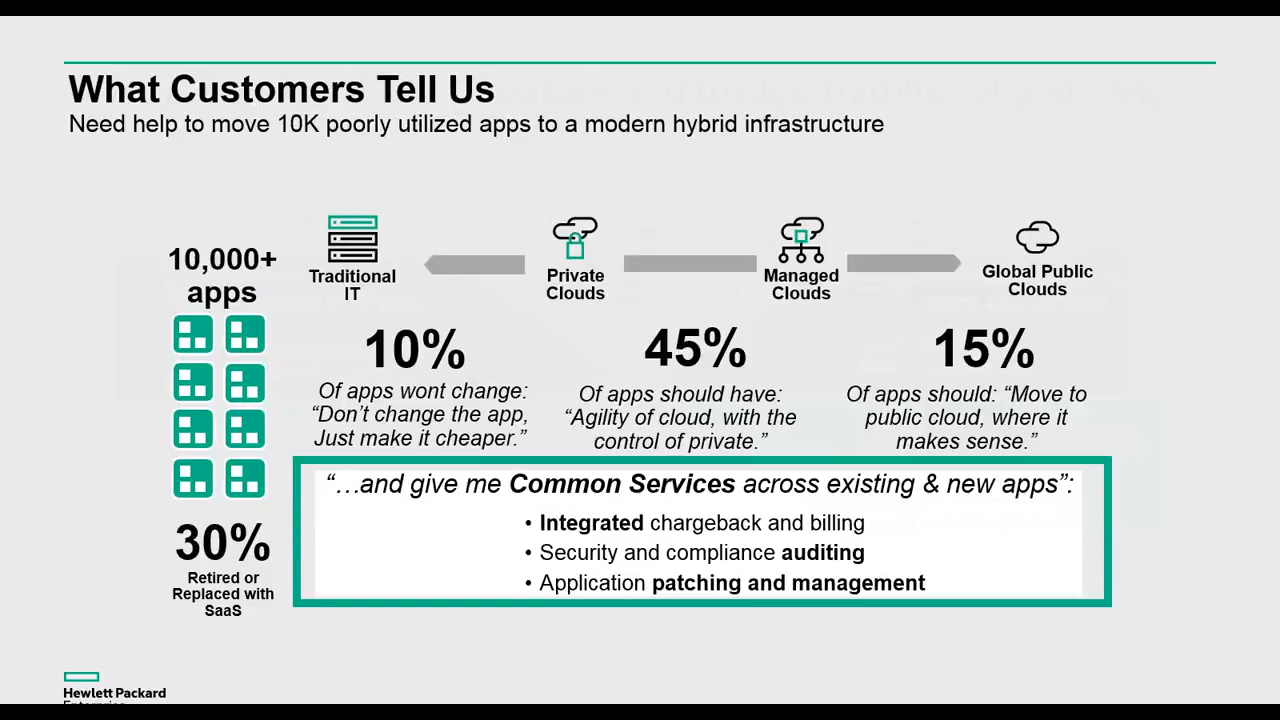 What Customers Tell Us
Need help to move 10K poorly utilized apps to a modern hybrid infrastructure
10,000+
apps
30%
Retired or
Replaced with
SaaS
Traditional
IT
Private
Clouds
Managed
Clouds
Global Public
Clouds
10%
Of apps wont change:
“Don’t change the app,
Just make it cheaper.”
45%
Of apps should have:
“Agility of cloud, with the
control of private.”
15%
Of apps should: “Move to
public cloud, where it
makes sense.”
“…and give me Common Services across existing & new apps”:
• Integrated chargeback and billing
• Security and compliance auditing
• Application patching and management
Hewlett Packard